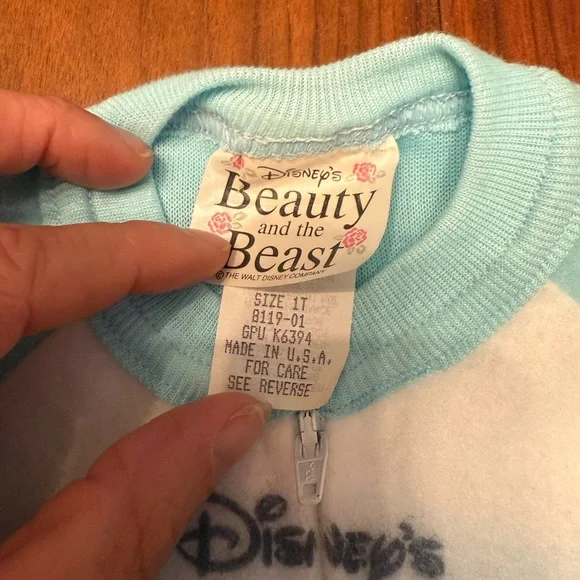 Disney's
Beauty
and the
Beast
© THE WALT DISNEY COMPANY
SIZE 1T
B119-01
GPU K6394
MADE IN U.S.A.
FOR CARE
SEE REVERSE
Disney's